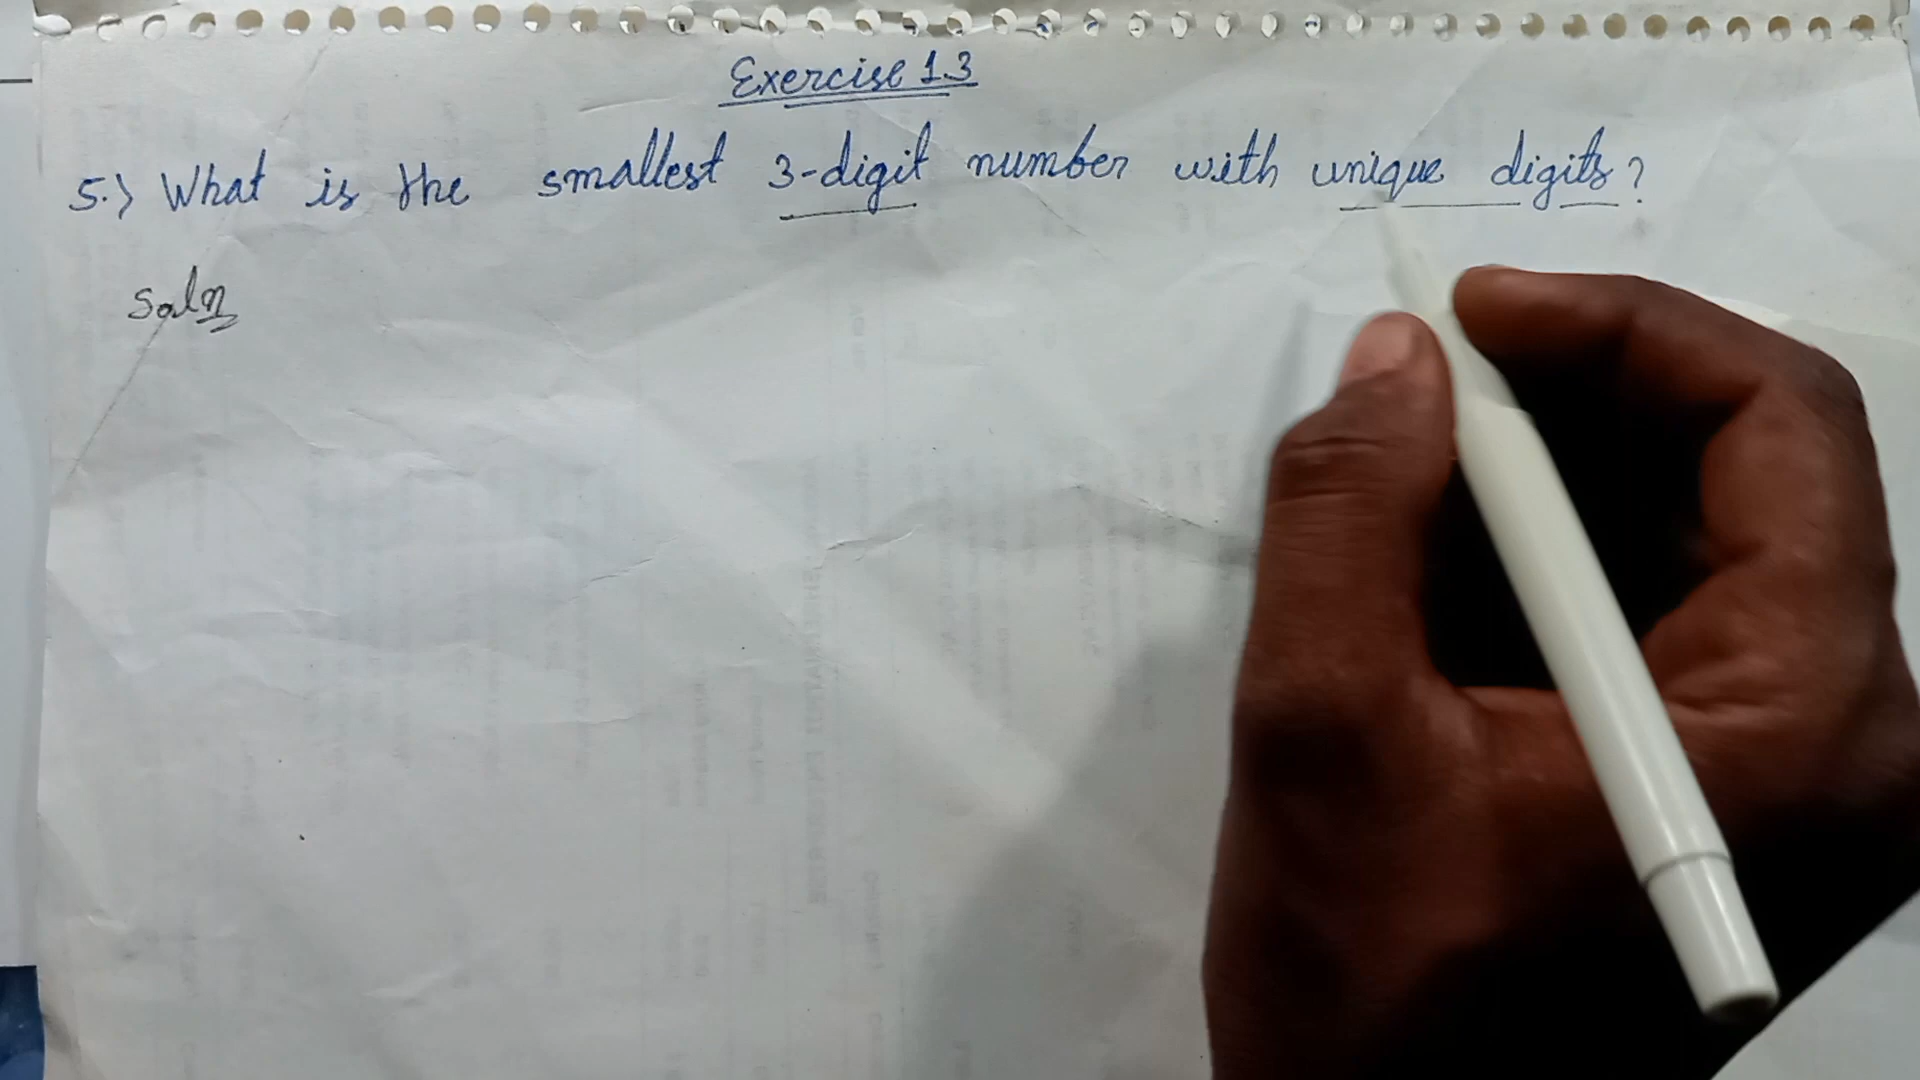 Exercise 1.3
5.) What is the smallest 3-digit number with unique digits?
Soln